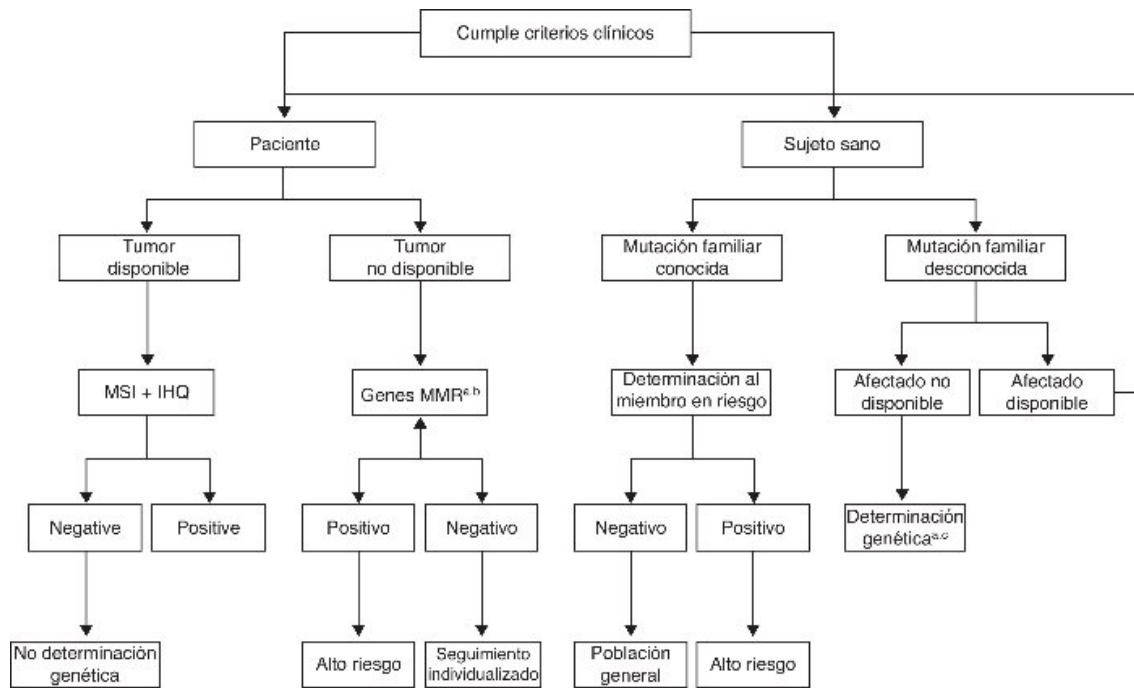 Cumple criterios clínicos
Paciente
Sujeto sano
Tumor
disponible
Tumor
no disponible
Mutación familiar
conocida
Mutación familiar
desconocida
MSI + IHQ
Genes MMRa,b
Determinación al
miembro en riesgo
Afectado no
disponible
Afectado
disponible
Negative
Positive
Positivo
Negativo
Negativo
Positivo
Determinación
genéticaa,c
No determinación
genética
Alto riesgo
Seguimiento
individualizado
Población
general
Alto riesgo